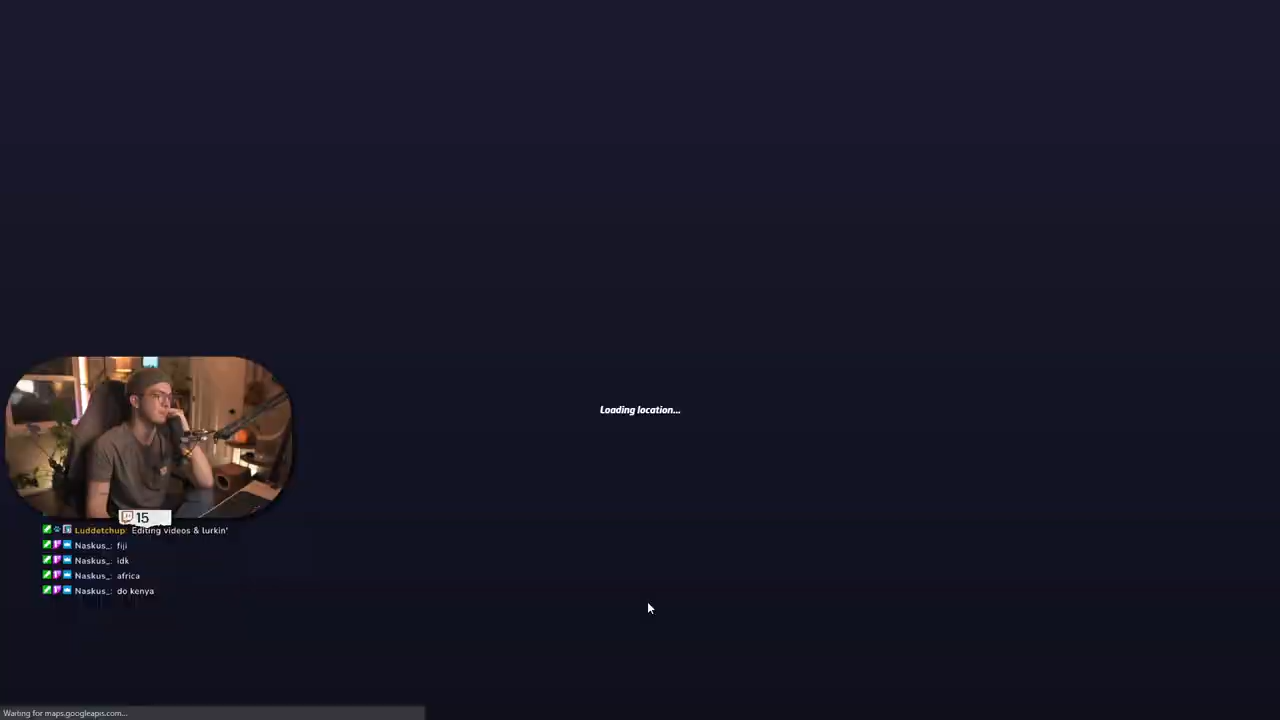 Loading location...
15
Luddetchup: Editing videos & lurkin'
Naskus_: fiji
Naskus_: idk
Naskus_: africa
Naskus_: do kenya
Waiting for maps.googleapis.com...